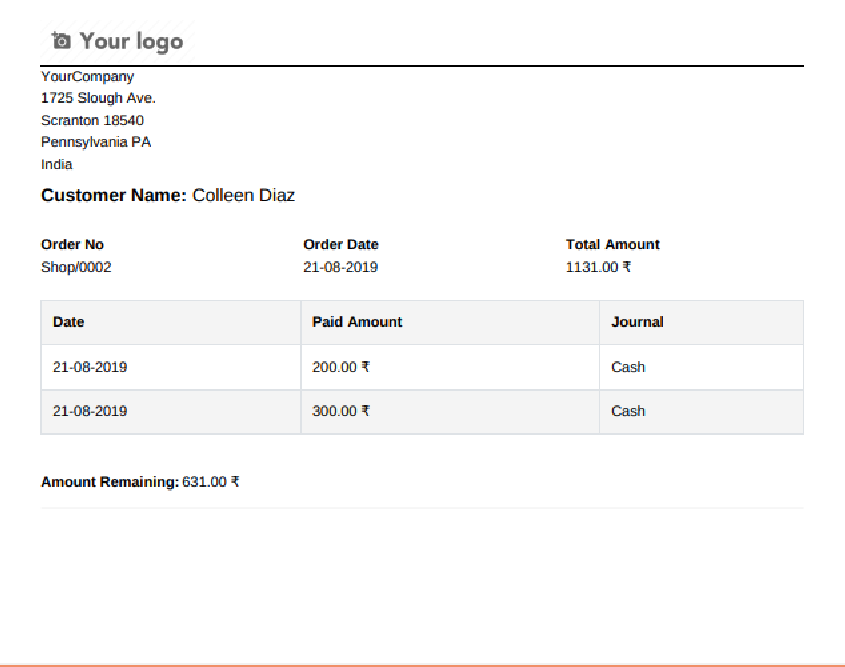 Your logo
YourCompany
1725 Slough Ave.
Scranton 18540
Pennsylvania PA
India
Customer Name: Colleen Diaz
Order No Order Date Total Amount
Shop/0002 21-08-2019 1131.00 ₹
Date Paid Amount Journal
21-08-2019 200.00 ₹ Cash
21-08-2019 300.00 ₹ Cash
Amount Remaining: 631.00 ₹